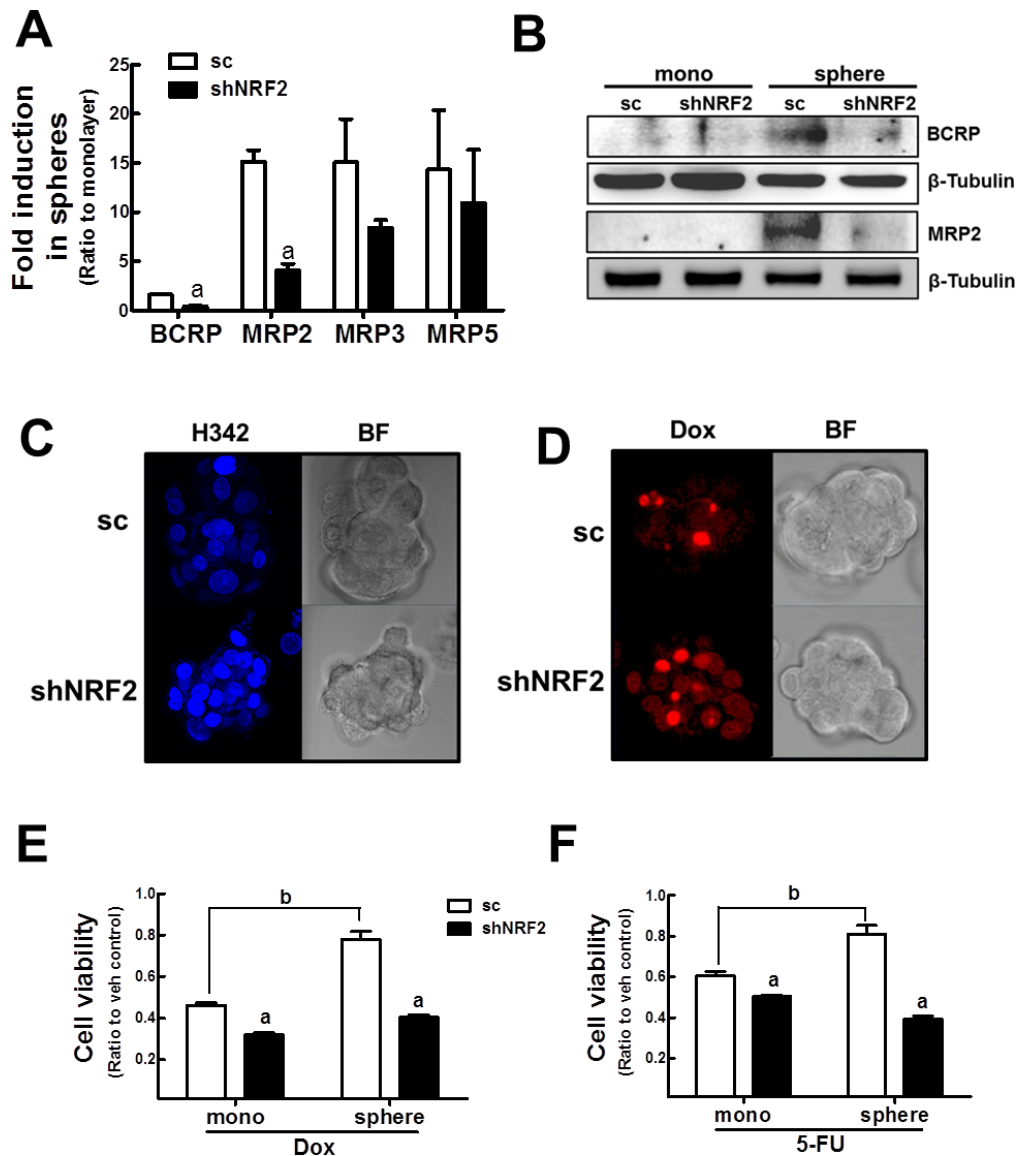 A
Fold induction
in spheres
(Ratio to monolayer)
25
20
15
10
5
0
sc
shNRF2
a
a
BCRP
MRP2
MRP3
MRP5
B
mono
sphere
sc
shNRF2
sc
shNRF2
BCRP
β-Tubulin
MRP2
β-Tubulin
C
H342
BF
sc
shNRF2
D
Dox
BF
sc
shNRF2
E
Cell viability
(Ratio to veh control)
1.0
0.8
0.6
0.4
0.2
b
a
a
sc
shNRF2
mono
sphere
Dox
F
Cell viability
(Ratio to veh control)
1.0
0.8
0.6
0.4
0.2
b
a
a
mono
sphere
5-FU